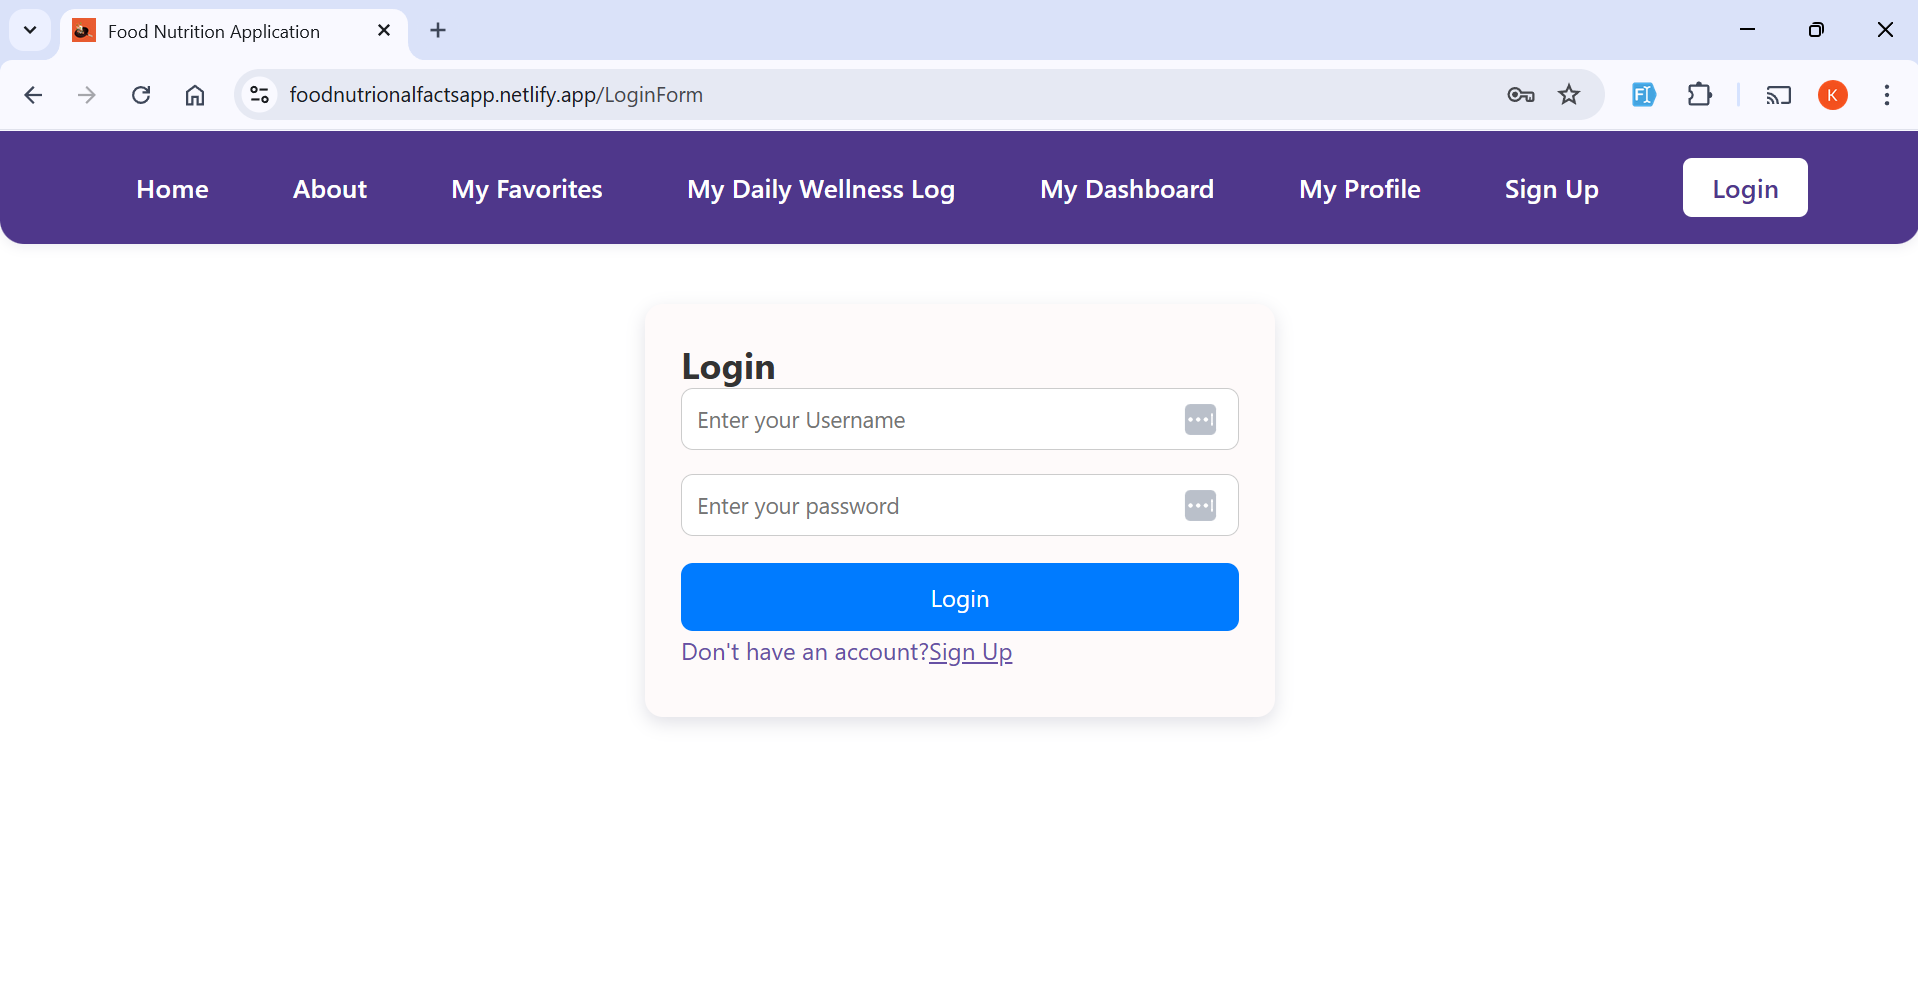 Food Nutrition Application
foodnutrionalfactsapp.netlify.app/LoginForm
FI
K
Home About My Favorites My Daily Wellness Log My Dashboard My Profile Sign Up Login
Login
Enter your Username
Enter your password
Login
Don't have an account?Sign Up